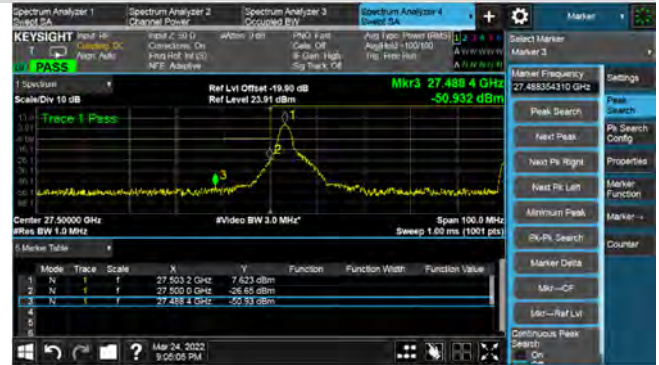 Spectrum Analyzer 1
Swept SA
Spectrum Analyzer 2
Channel Power
Spectrum Analyzer 3
Occupied BW
Spectrum Analyzer 4
Swept SA
+
Marker
KEYSIGHT
Input: RF
Coupling: DC
Align: Auto
Input Z: 50 Ω
Corrections: On
Freq Ref: Int (S)
NFE: Adaptive
PNO: Fast
Gate: Off
IF Gain: High
Sig Track: Off
Avg Type: Power (RMS)
Avg|Hold: >100/100
Trig: Free Run
PASS
Select Marker
Marker 3
1 Spectrum
Scale/Div 10 dB
Ref Lvl Offset -19.90 dB
Ref Level 23.91 dBm
Mkr3 27.488 4 GHz
-50.932 dBm
Trace 1 Pass
1
2
3
Center 27.50000 GHz
#Res BW 1.0 MHz
#Video BW 3.0 MHz*
Span 100.0 MHz
Sweep 1.00 ms (1001 pts)
5 Marker Table
Mode Trace Scale X Y Function Function Width Function Value
1 N 1 f 27.503 2 GHz 7.623 dBm
2 N 1 f 27.500 0 GHz -26.65 dBm
3 N 1 f 27.488 4 GHz -50.93 dBm
4
5
6
Mar 24, 2022
9:05:05 PM
Marker Frequency
27.488354310 GHz
Peak Search
Next Peak
Next Pk Right
Next Pk Left
Minimum Peak
Pk-Pk Search
Marker Delta
Mkr→CF
Mkr→Ref Lvl
Continuous Peak
Search
On
Off
Settings
Peak
Search
Pk Search
Config
Properties
Marker
Function
Marker→
Counter